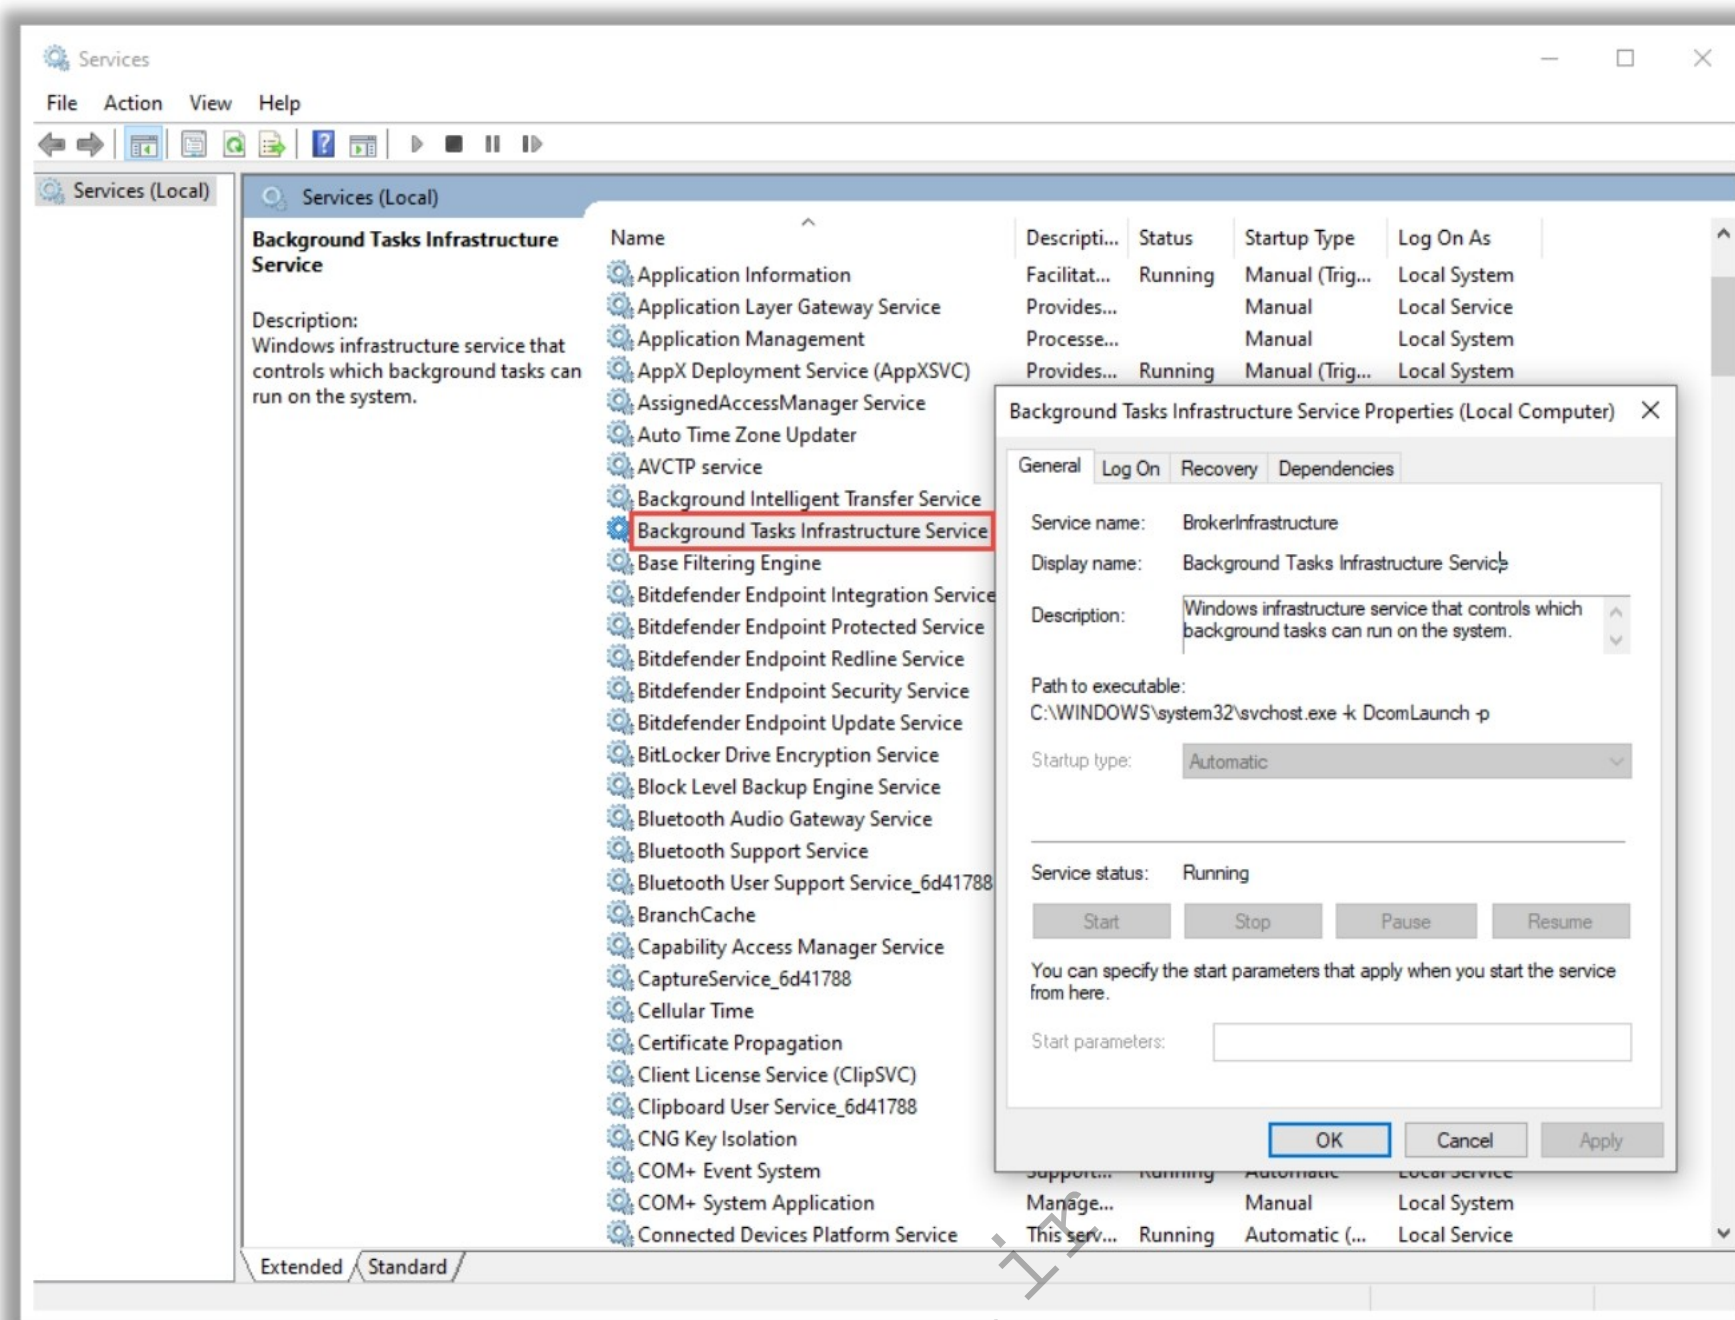 Services
File Action View Help
Services (Local)
Services (Local)
Background Tasks Infrastructure
Service
Description:
Windows infrastructure service that
controls which background tasks can
run on the system.
Name Descripti... Status Startup Type Log On As
Application Information Facilitat... Running Manual (Trig... Local System
Application Layer Gateway Service Provides... Manual Local Service
Application Management Processe... Manual Local System
AppX Deployment Service (AppXSVC) Provides... Running Manual (Trig... Local System
AssignedAccessManager Service
Auto Time Zone Updater
AVCTP service
Background Intelligent Transfer Service
Background Tasks Infrastructure Service
Base Filtering Engine
Bitdefender Endpoint Integration Service
Bitdefender Endpoint Protected Service
Bitdefender Endpoint Redline Service
Bitdefender Endpoint Security Service
Bitdefender Endpoint Update Service
BitLocker Drive Encryption Service
Block Level Backup Engine Service
Bluetooth Audio Gateway Service
Bluetooth Support Service
Bluetooth User Support Service_6d41788
BranchCache
Capability Access Manager Service
CaptureService_6d41788
Cellular Time
Certificate Propagation
Client License Service (ClipSVC)
Clipboard User Service_6d41788
CNG Key Isolation
COM+ Event System Support... Running Automatic Local Service
COM+ System Application Manage... Manual Local System
Connected Devices Platform Service This serv... Running Automatic (... Local Service
Extended Standard
Background Tasks Infrastructure Service Properties (Local Computer)
General Log On Recovery Dependencies
Service name: BrokerInfrastructure
Display name: Background Tasks Infrastructure Service
Description: Windows infrastructure service that controls which
background tasks can run on the system.
Path to executable:
C:\WINDOWS\system32\svchost.exe -k DcomLaunch -p
Startup type: Automatic
Service status: Running
Start Stop Pause Resume
You can specify the start parameters that apply when you start the service
from here.
Start parameters:
OK Cancel Apply
ir